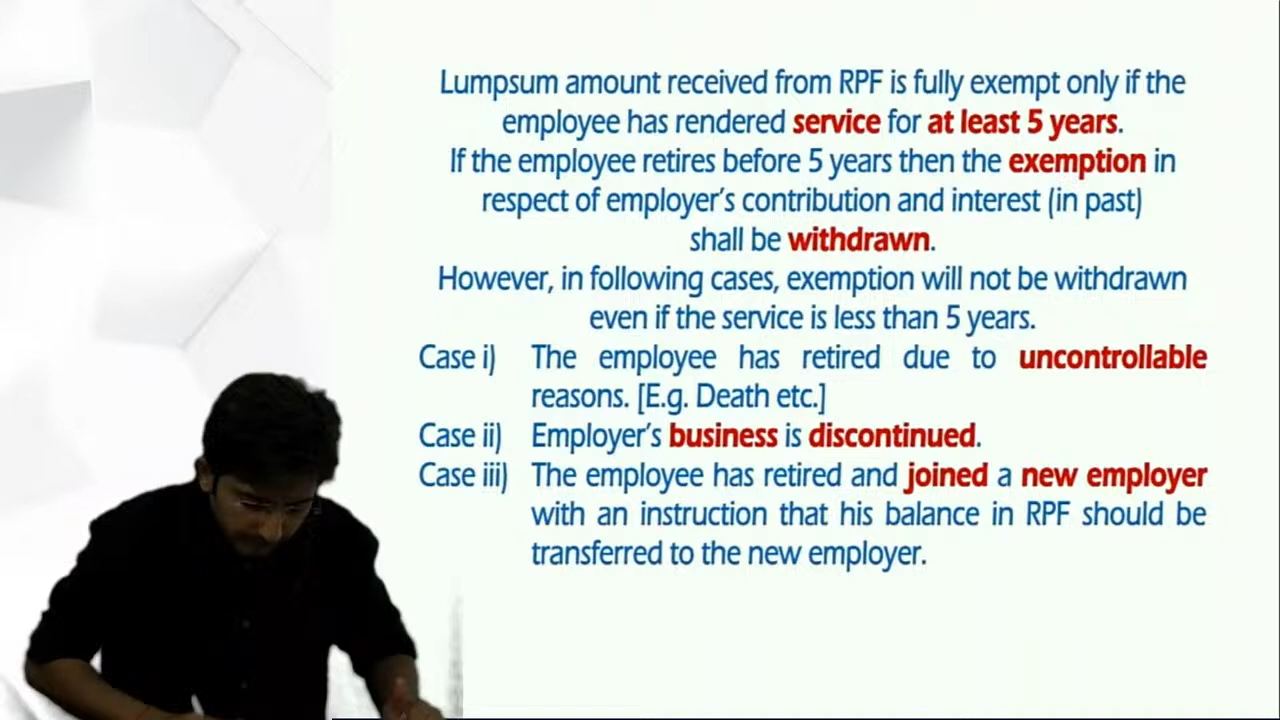 Lumpsum amount received from RPF is fully exempt only if the
employee has rendered service for at least 5 years.
If the employee retires before 5 years then the exemption in
respect of employer's contribution and interest (in past)
shall be withdrawn.
However, in following cases, exemption will not be withdrawn
even if the service is less than 5 years.
Case i) The employee has retired due to uncontrollable
reasons. [E.g. Death etc.]
Case ii) Employer's business is discontinued.
Case iii) The employee has retired and joined a new employer
with an instruction that his balance in RPF should be
transferred to the new employer.